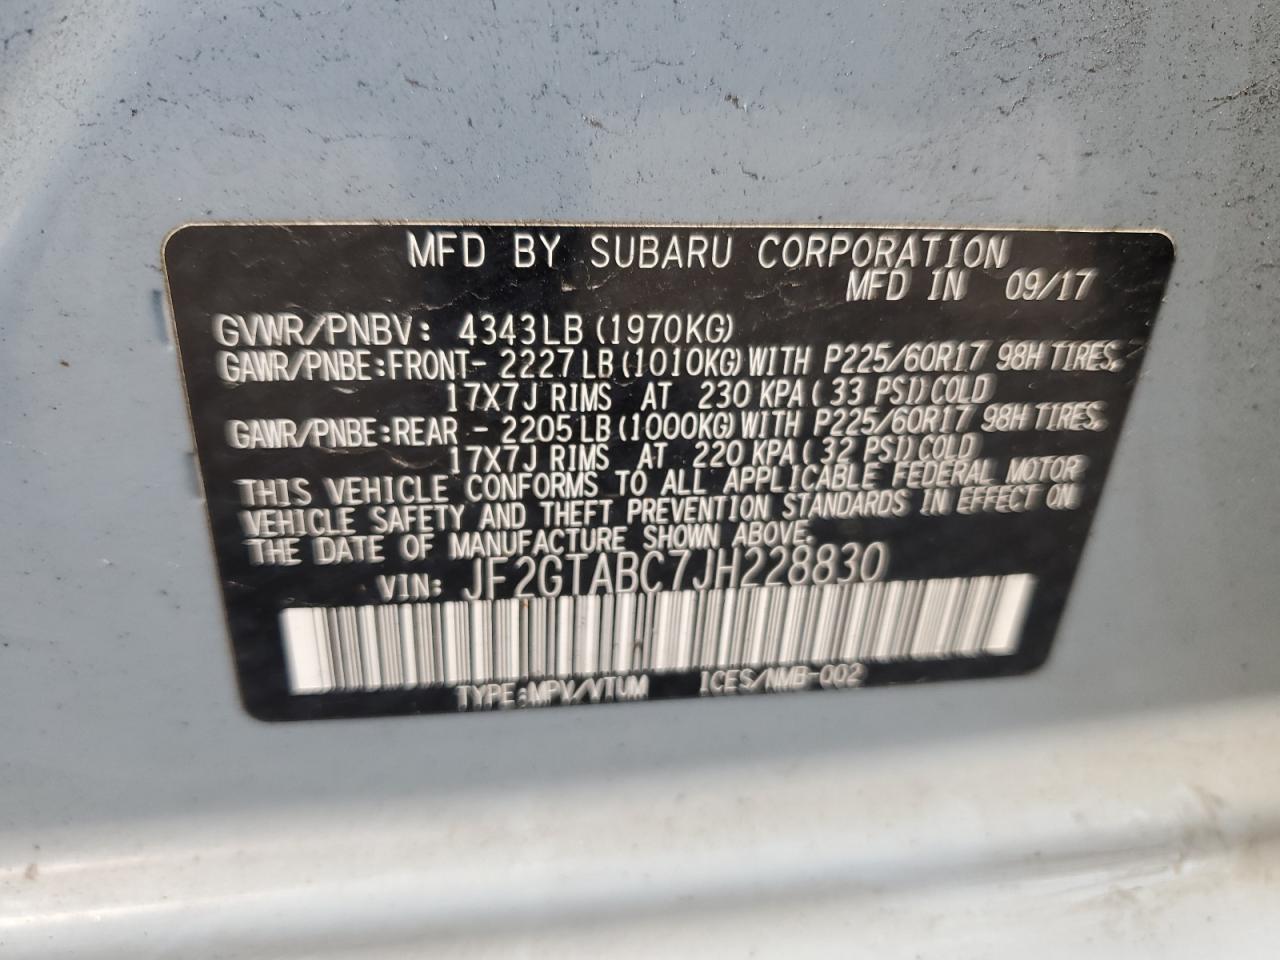 MFD BY SUBARU CORPORATION
MFD IN 09/17
GVWR/PNBV: 4343LB(1970KG)
GAWR/PNBE:FRONT- 2227LB(1010KG)WITH P225/60R17 98H TIRES,
17X7J RIMS AT 230 KPA( 33 PSI)COLD
GAWR/PNBE:REAR - 2205LB(1000KG)WITH P225/60R17 98H TIRES,
17X7J RIMS AT 220 KPA( 32 PSI)COLD
THIS VEHICLE CONFORMS TO ALL APPLICABLE FEDERAL MOTOR
VEHICLE SAFETY AND THEFT PREVENTION STANDARDS IN EFFECT ON
THE DATE OF MANUFACTURE SHOWN ABOVE.
VIN: JF2GTABC7JH228830
TYPE:MPV/VTUM ICES/NMB-002